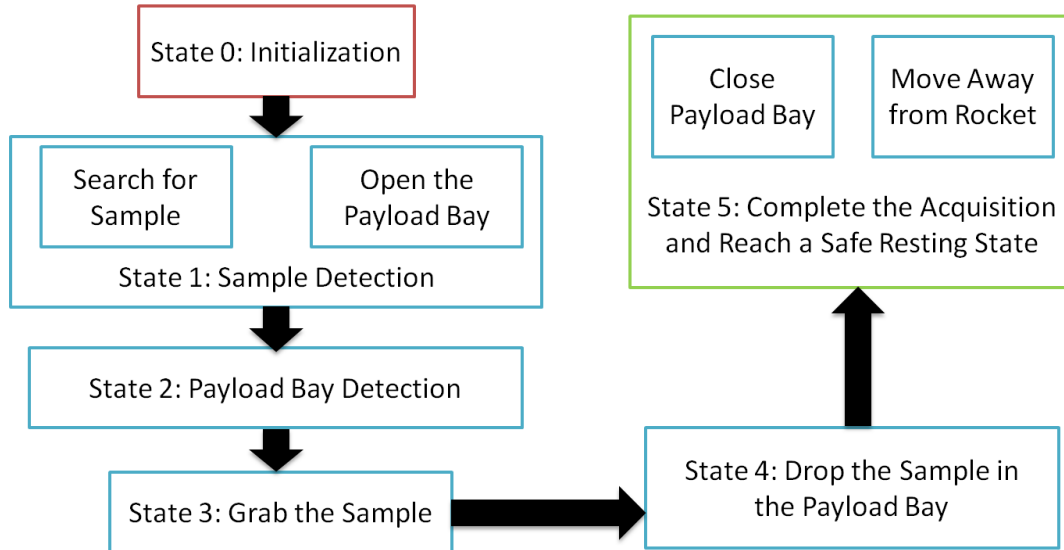 State 0: Initialization
Search for
Sample
Open the
Payload Bay
State 1: Sample Detection
State 2: Payload Bay Detection
State 3: Grab the Sample
State 4: Drop the Sample in
the Payload Bay
Close
Payload Bay
Move Away
from Rocket
State 5: Complete the Acquisition
and Reach a Safe Resting State